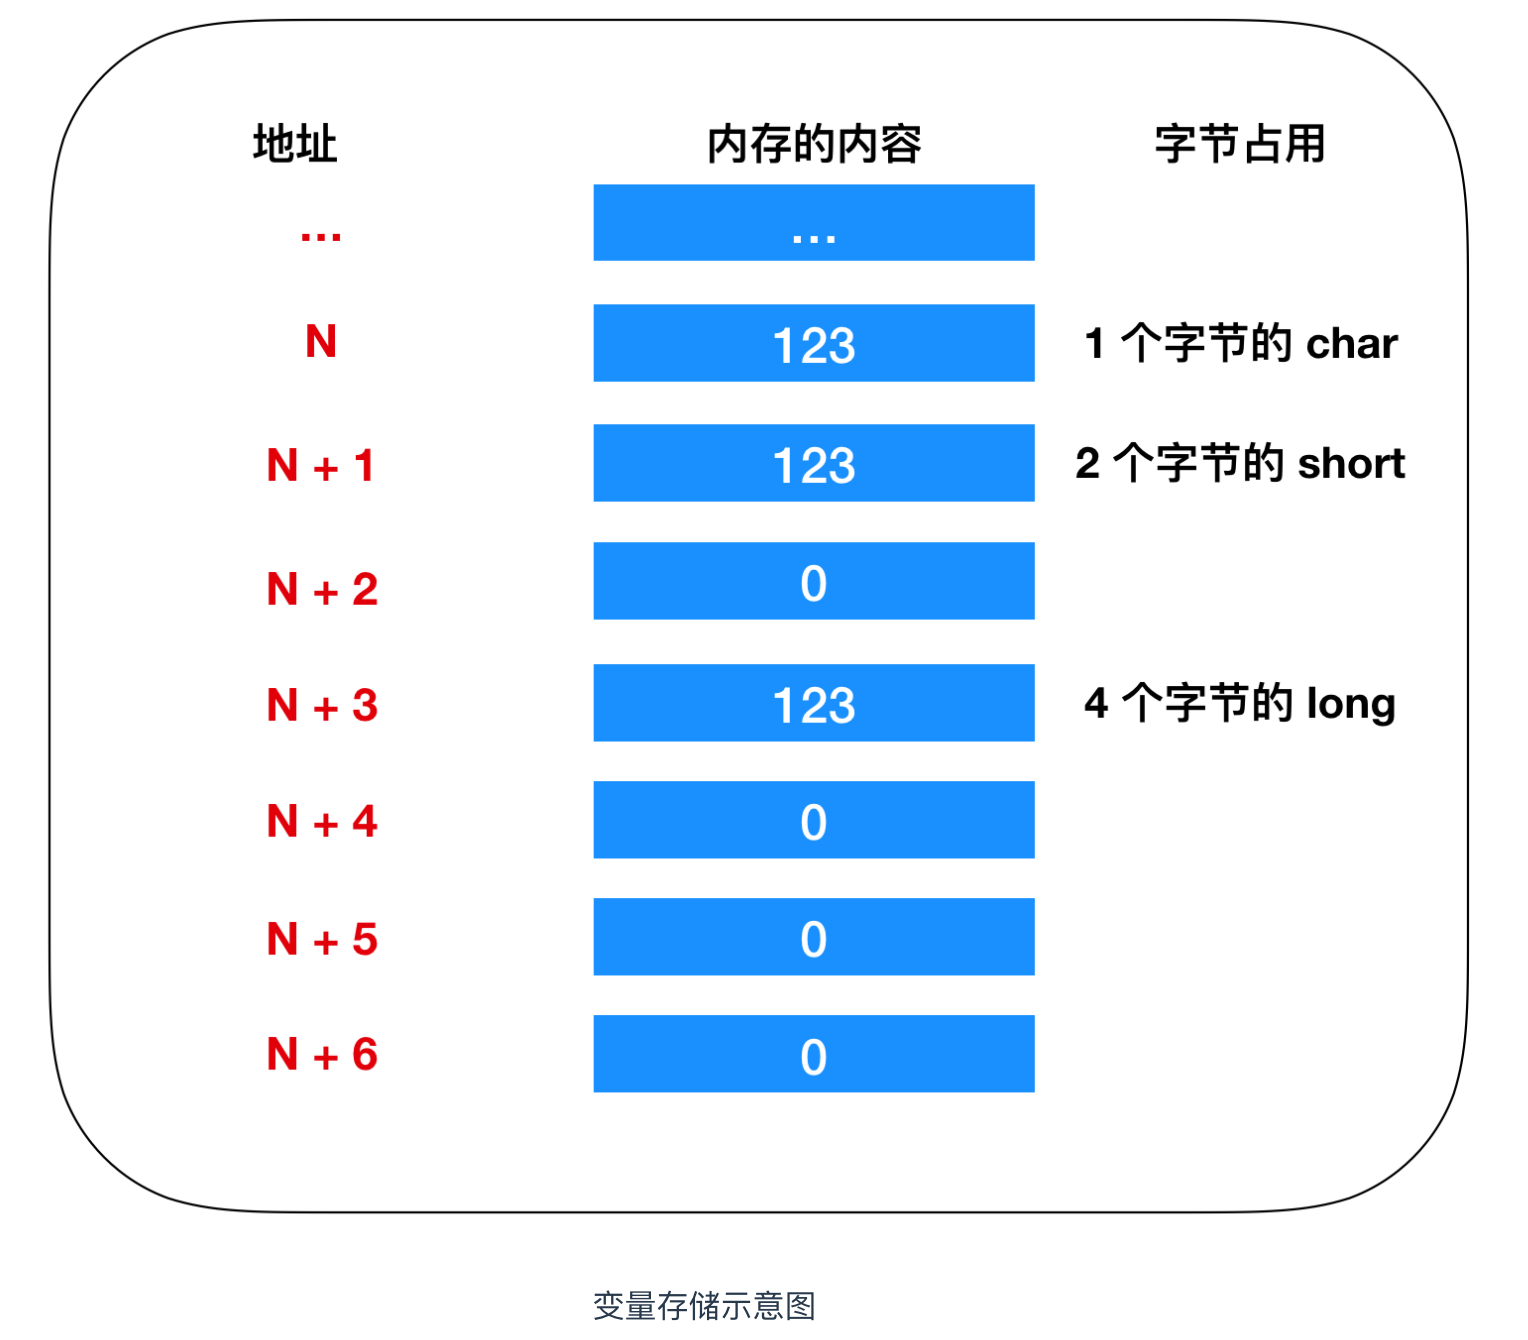 地址 内存的内容 字节占用
... ...
N 123 1 个字节的 char
N + 1 123 2 个字节的 short
N + 2 0
N + 3 123 4 个字节的 long
N + 4 0
N + 5 0
N + 6 0
变量存储示意图